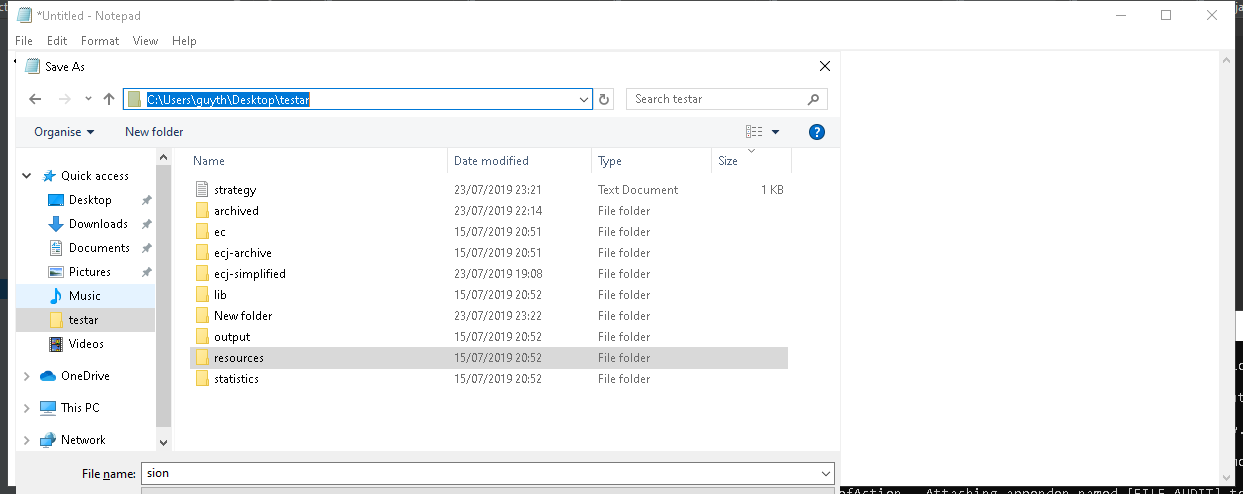 *Untitled - Notepad
File Edit Format View Help
Save As
C:\Users\guyth\Desktop\testar
Search testar
Organise New folder
?
Name Date modified Type Size
Quick access
Desktop
Downloads
Documents
Pictures
Music
testar
Videos
OneDrive
This PC
Network
strategy 23/07/2019 23:21 Text Document 1 KB
archived 23/07/2019 22:14 File folder
ec 15/07/2019 20:51 File folder
ecj-archive 15/07/2019 20:51 File folder
ecj-simplified 23/07/2019 19:08 File folder
lib 15/07/2019 20:52 File folder
New folder 23/07/2019 23:22 File folder
output 15/07/2019 20:52 File folder
resources 15/07/2019 20:52 File folder
statistics 15/07/2019 20:52 File folder
File name: sion
ofAction - Attaching appender named [FILE_AUDIT] to